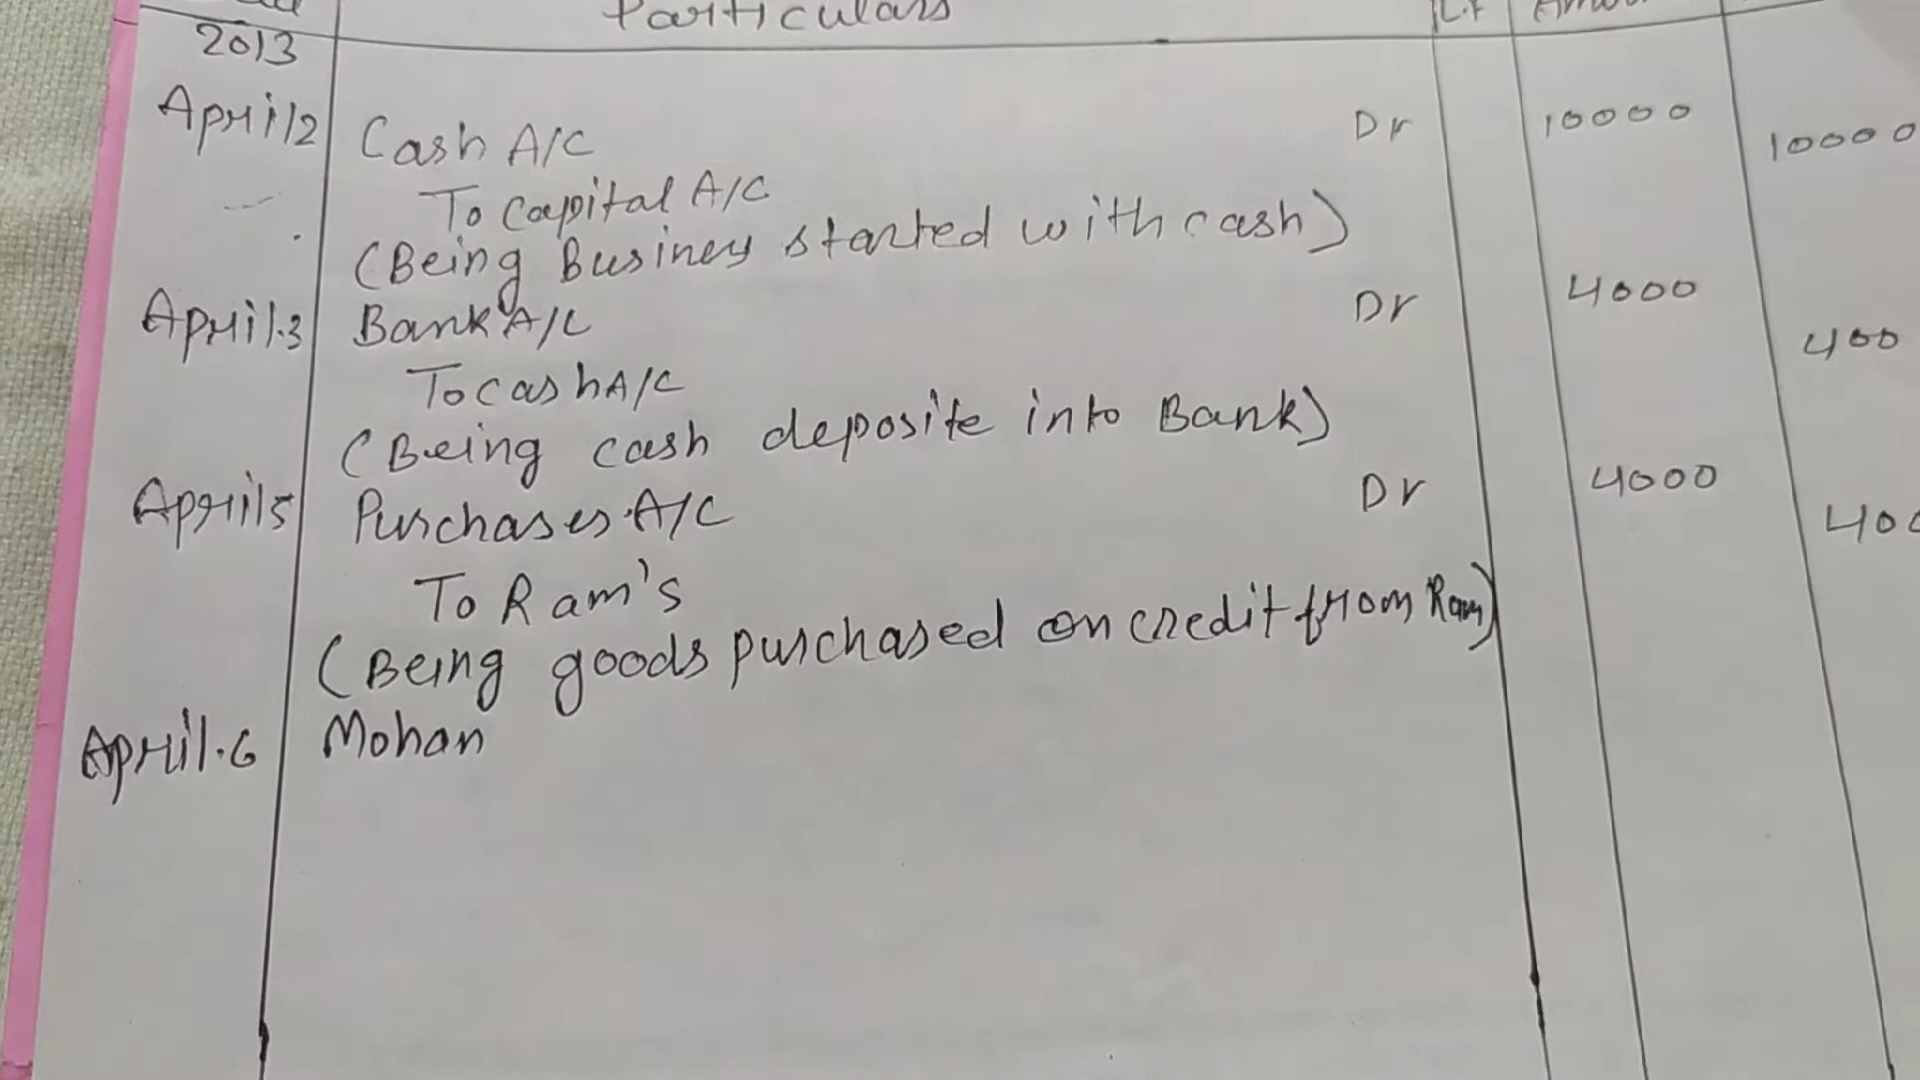 Particulars L.F
2013
April 2 Cash A/C Dr 10000
To Capital A/C 10000
(Being Business started with cash)
April.3 Bank A/C Dr 4000
To cash A/C 400
(Being cash deposite into Bank)
April 5 Purchases A/C Dr 4000
To Ram's 400
(Being goods purchased on credit from Ram)
April.6 Mohan